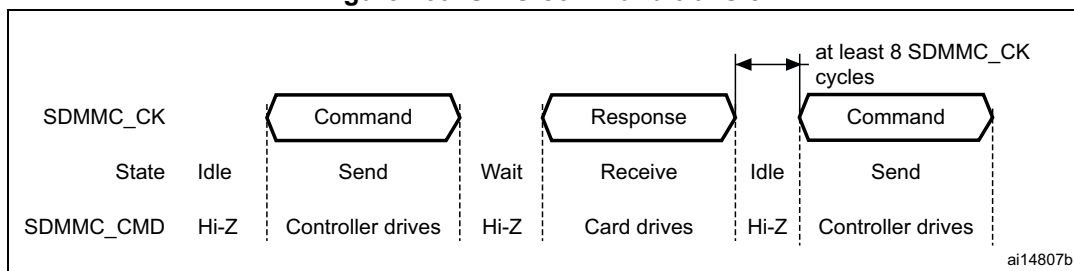 at least 8 SDMMC_CK
cycles
SDMMC_CK Command Response Command
State Idle Send Wait Receive Idle Send
SDMMC_CMD Hi-Z Controller drives Hi-Z Card drives Hi-Z Controller drives
ai14807b